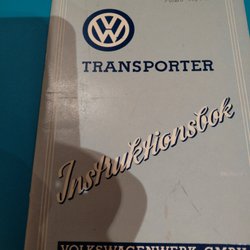 VW
TRANSPORTER
Instruktionsbok
VOLKSWAGENWERK GMBH